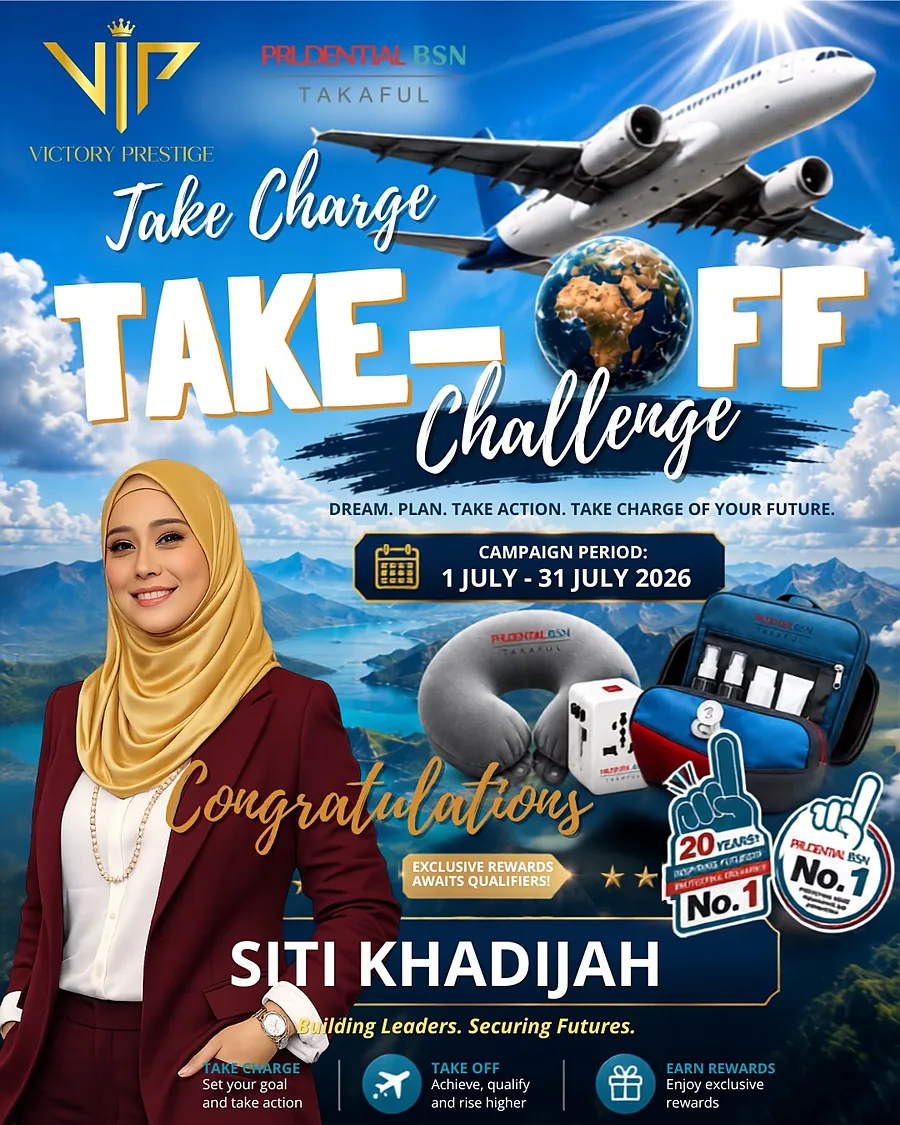 VIP
VICTORY PRESTIGE
PRUDENTIAL BSN
TAKAFUL
Take Charge
TAKE-OFF
Challenge
DREAM. PLAN. TAKE ACTION. TAKE CHARGE OF YOUR FUTURE.
CAMPAIGN PERIOD:
1 JULY - 31 JULY 2026
PRUDENTIAL BSN
TAKAFUL
PRUDENTIAL BSN
TAKAFUL
Congratulations
EXCLUSIVE REWARDS
AWAITS QUALIFIERS!
20 YEARS!
No.1
PRUDENTIAL BSN
No. 1
SITI KHADIJAH
Building Leaders. Securing Futures.
TAKE CHARGE
Set your goal
and take action
TAKE OFF
Achieve, qualify
and rise higher
EARN REWARDS
Enjoy exclusive
rewards